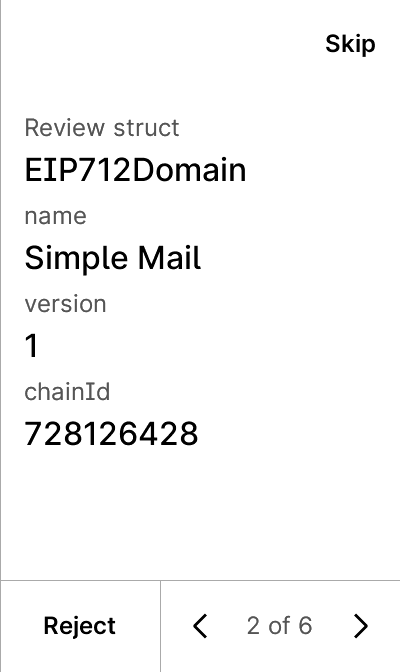 Skip
Review struct
EIP712Domain
name
Simple Mail
version
1
chainId
728126428
Reject
2 of 6